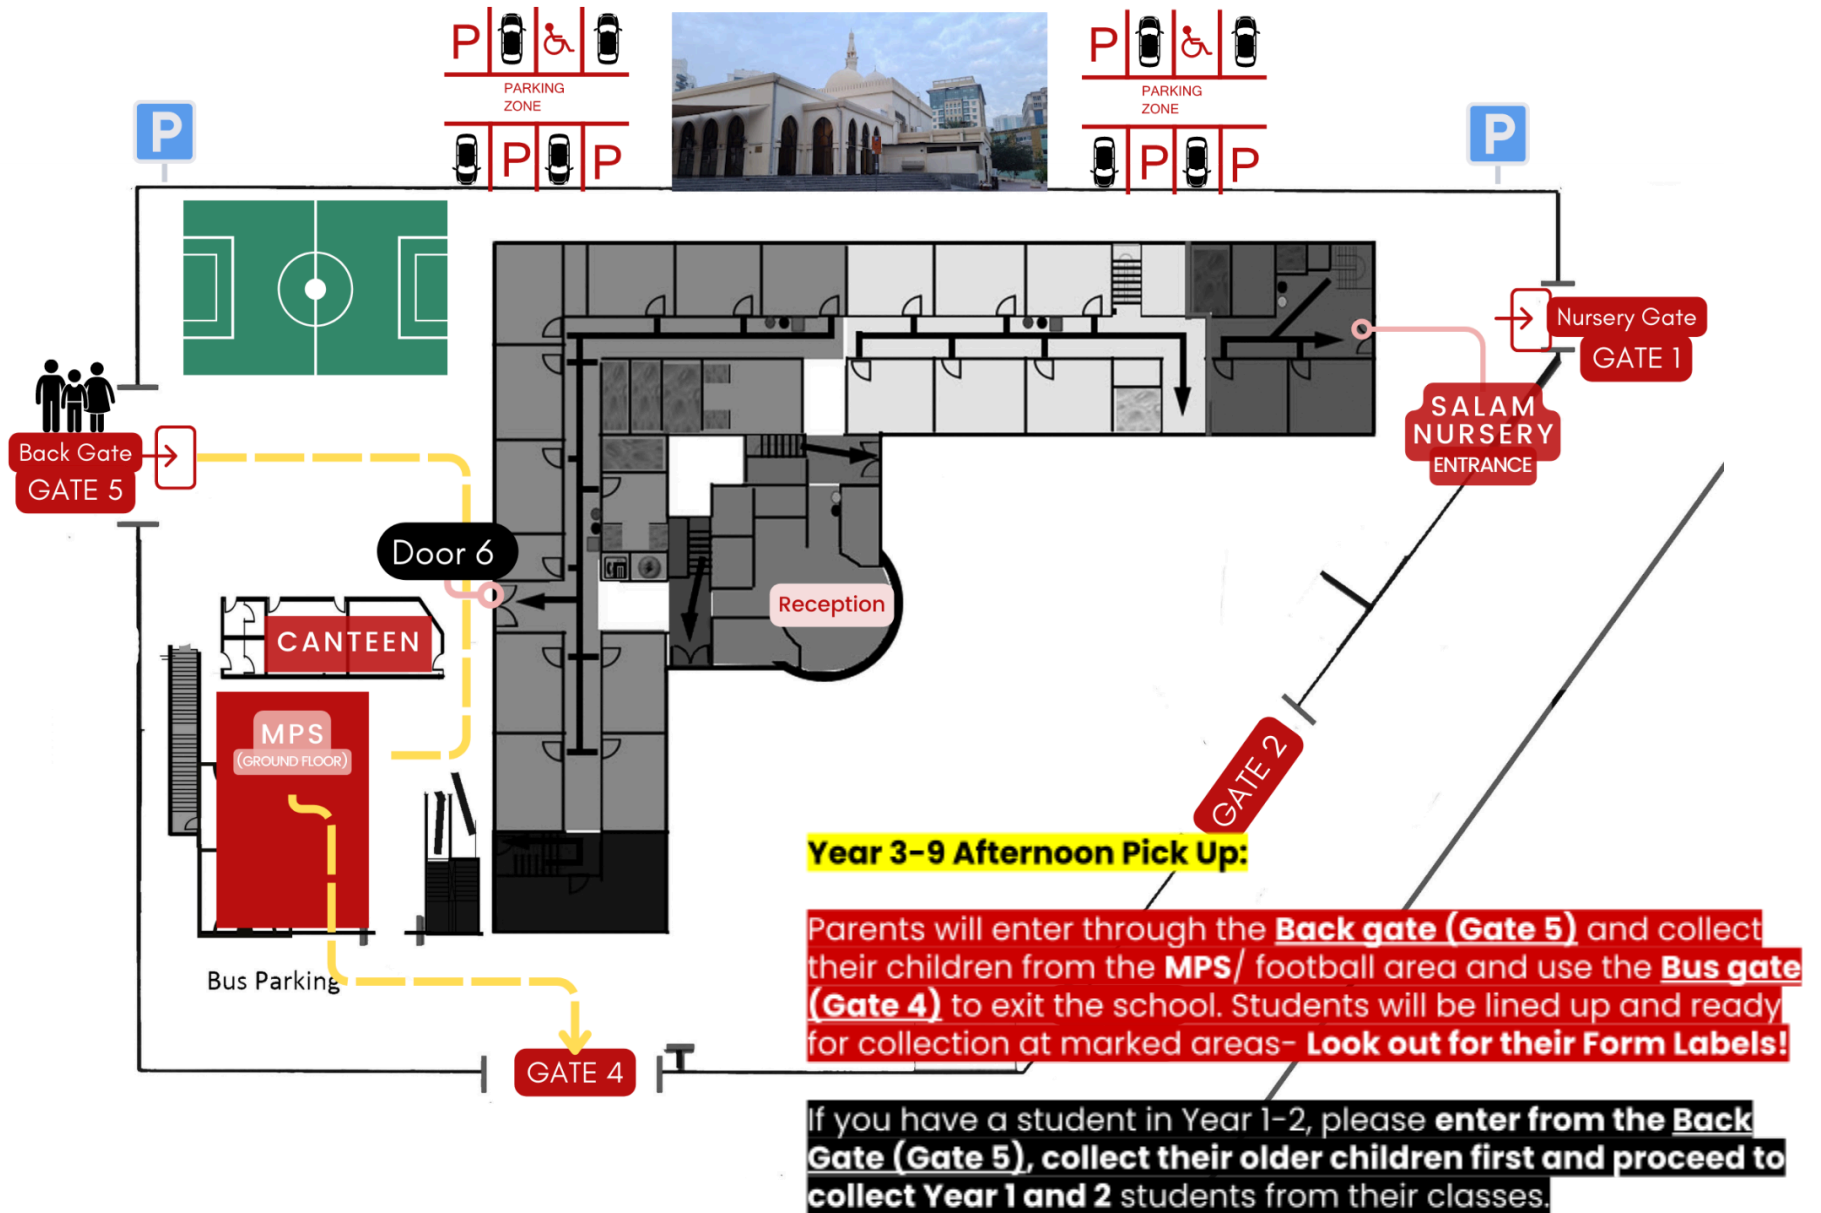 P
P
PARKING
ZONE
PARKING
ZONE
P
P
P P
P P
Nursery Gate
GATE 1
SALAM
NURSERY
ENTRANCE
Back Gate
GATE 5
Door 6
Reception
CANTEEN
MPS
(GROUND FLOOR)
GATE 2
Bus Parking
GATE 4
Year 3-9 Afternoon Pick Up:
Parents will enter through the Back gate (Gate 5) and collect
their children from the MPS/ football area and use the Bus gate
(Gate 4) to exit the school. Students will be lined up and ready
for collection at marked areas- Look out for their Form Labels!
If you have a student in Year 1-2, please enter from the Back
Gate (Gate 5), collect their older children first and proceed to
collect Year 1 and 2 students from their classes.